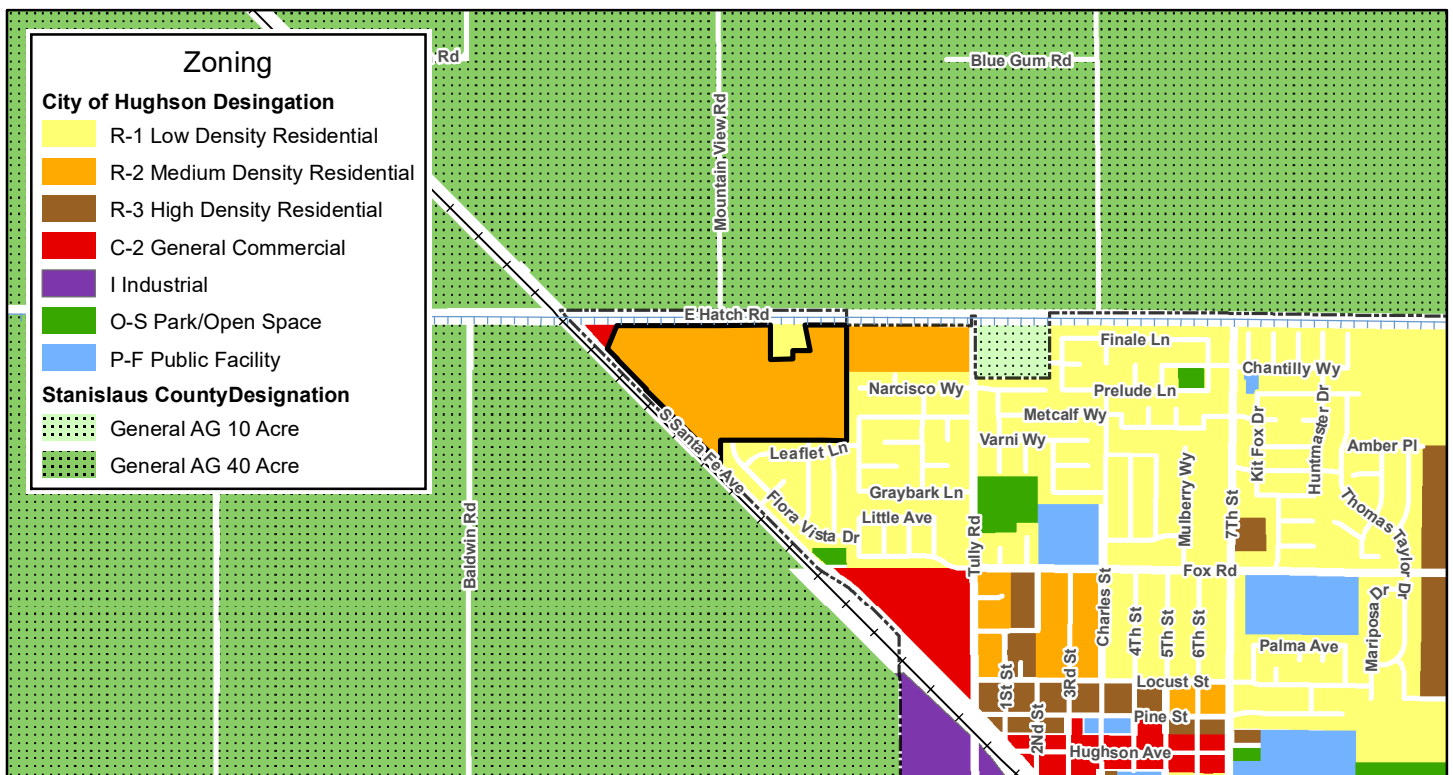 Zoning
City of Hughson Desingation
R-1 Low Density Residential
R-2 Medium Density Residential
R-3 High Density Residential
C-2 General Commercial
I Industrial
O-S Park/Open Space
P-F Public Facility
Stanislaus CountyDesignation
General AG 10 Acre
General AG 40 Acre
Rd
Blue Gum Rd
Mountain View Rd
E Hatch Rd
Finale Ln
Chantilly Wy
Narcisco Wy
Prelude Ln
Metcalf Wy
Kit Fox Dr
Huntmaster Dr
Varni Wy
Amber Pl
Leaflet Ln
S Santa Fe Ave
Mulberry Wy
Graybark Ln
7Th St
Flora Vista Dr
Little Ave
Thomas Taylor Dr
Baldwin Rd
Tully Rd
Fox Rd
Charles St
4Th St
5Th St
6Th St
Mariposa Dr
Palma Ave
3Rd St
1St St
Locust St
2Nd St
Pine St
Hughson Ave